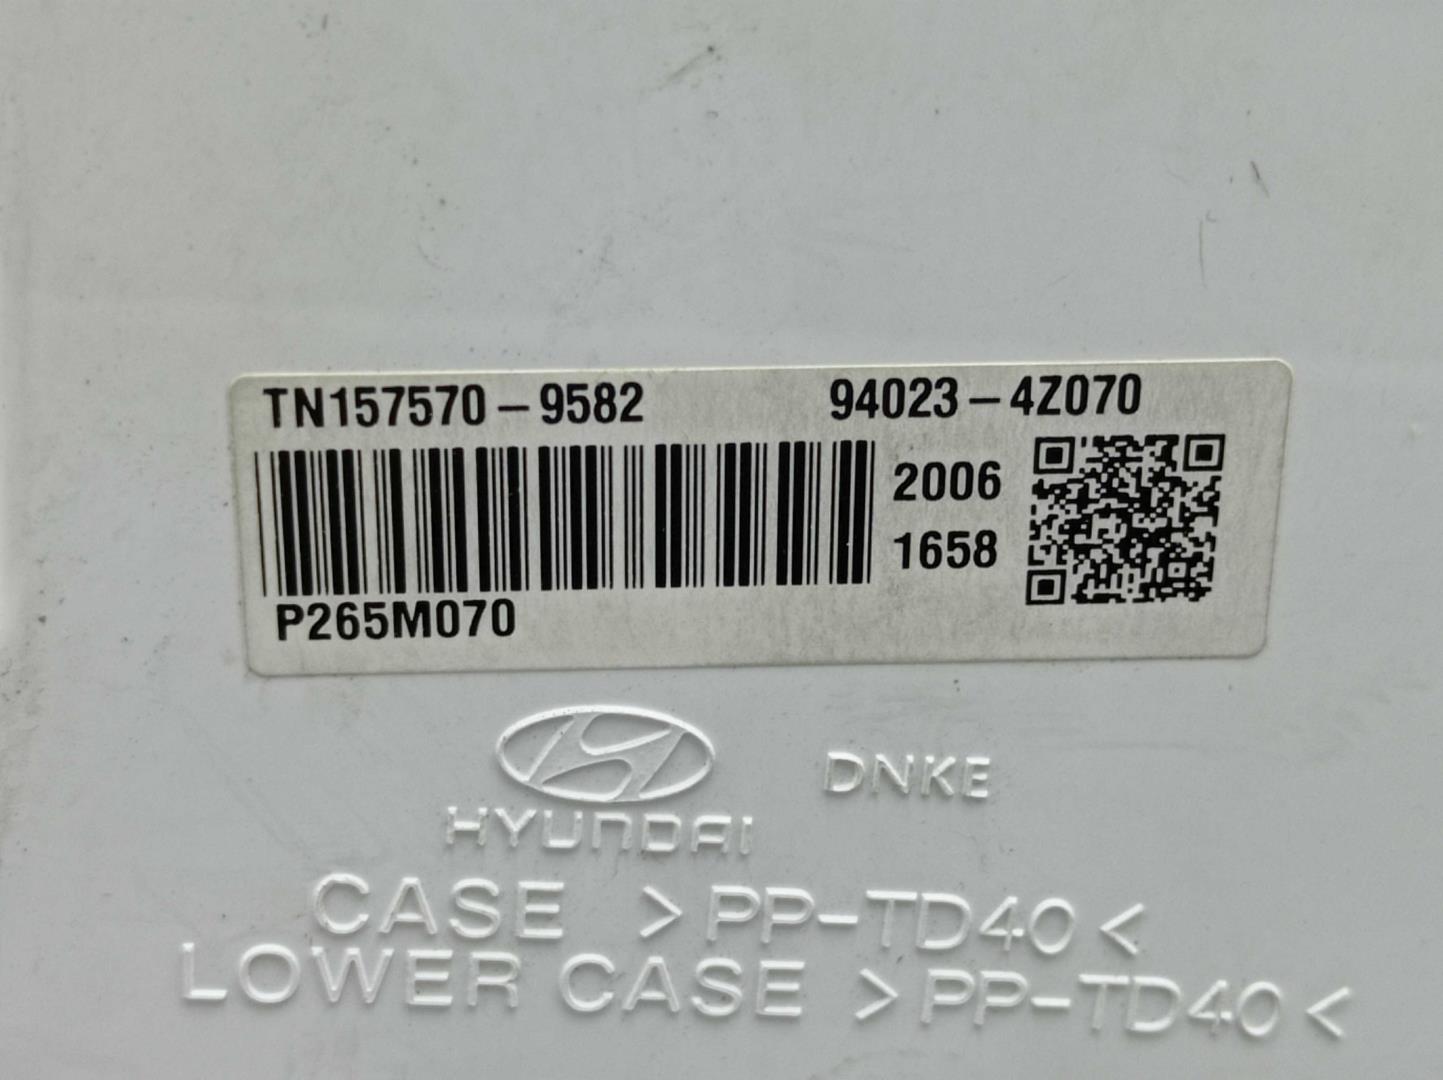 TN157570-9582 94023-4Z070
2006
1658
P265M070
HYUNDAI DNKE
CASE >PP-TD40<
LOWER CASE >PP-TD40<